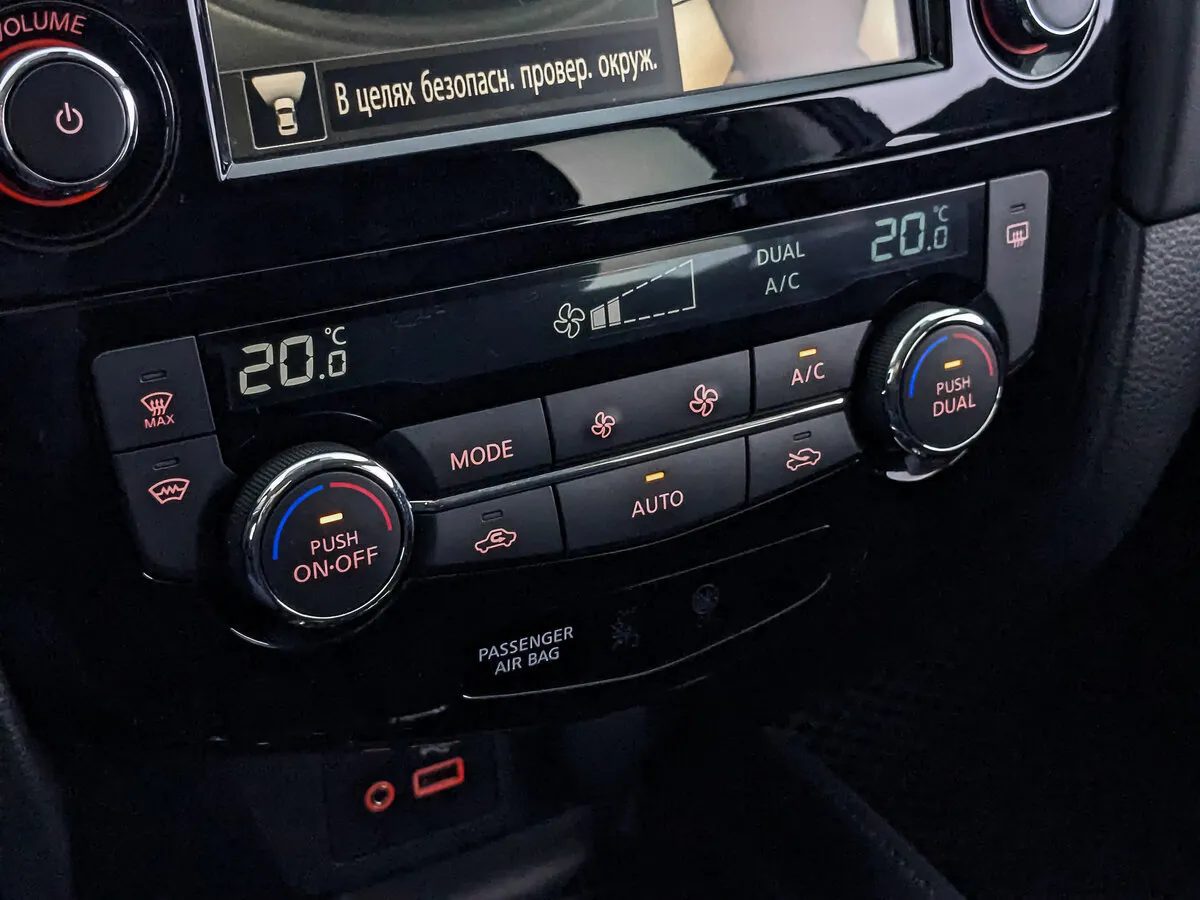 VOLUME
В целях безопасн. провер. окруж.
20.0 °C
DUAL
A/C
20.0 °C
MAX
MODE
A/C
PUSH
DUAL
PUSH
ON·OFF
AUTO
PASSENGER
AIR BAG